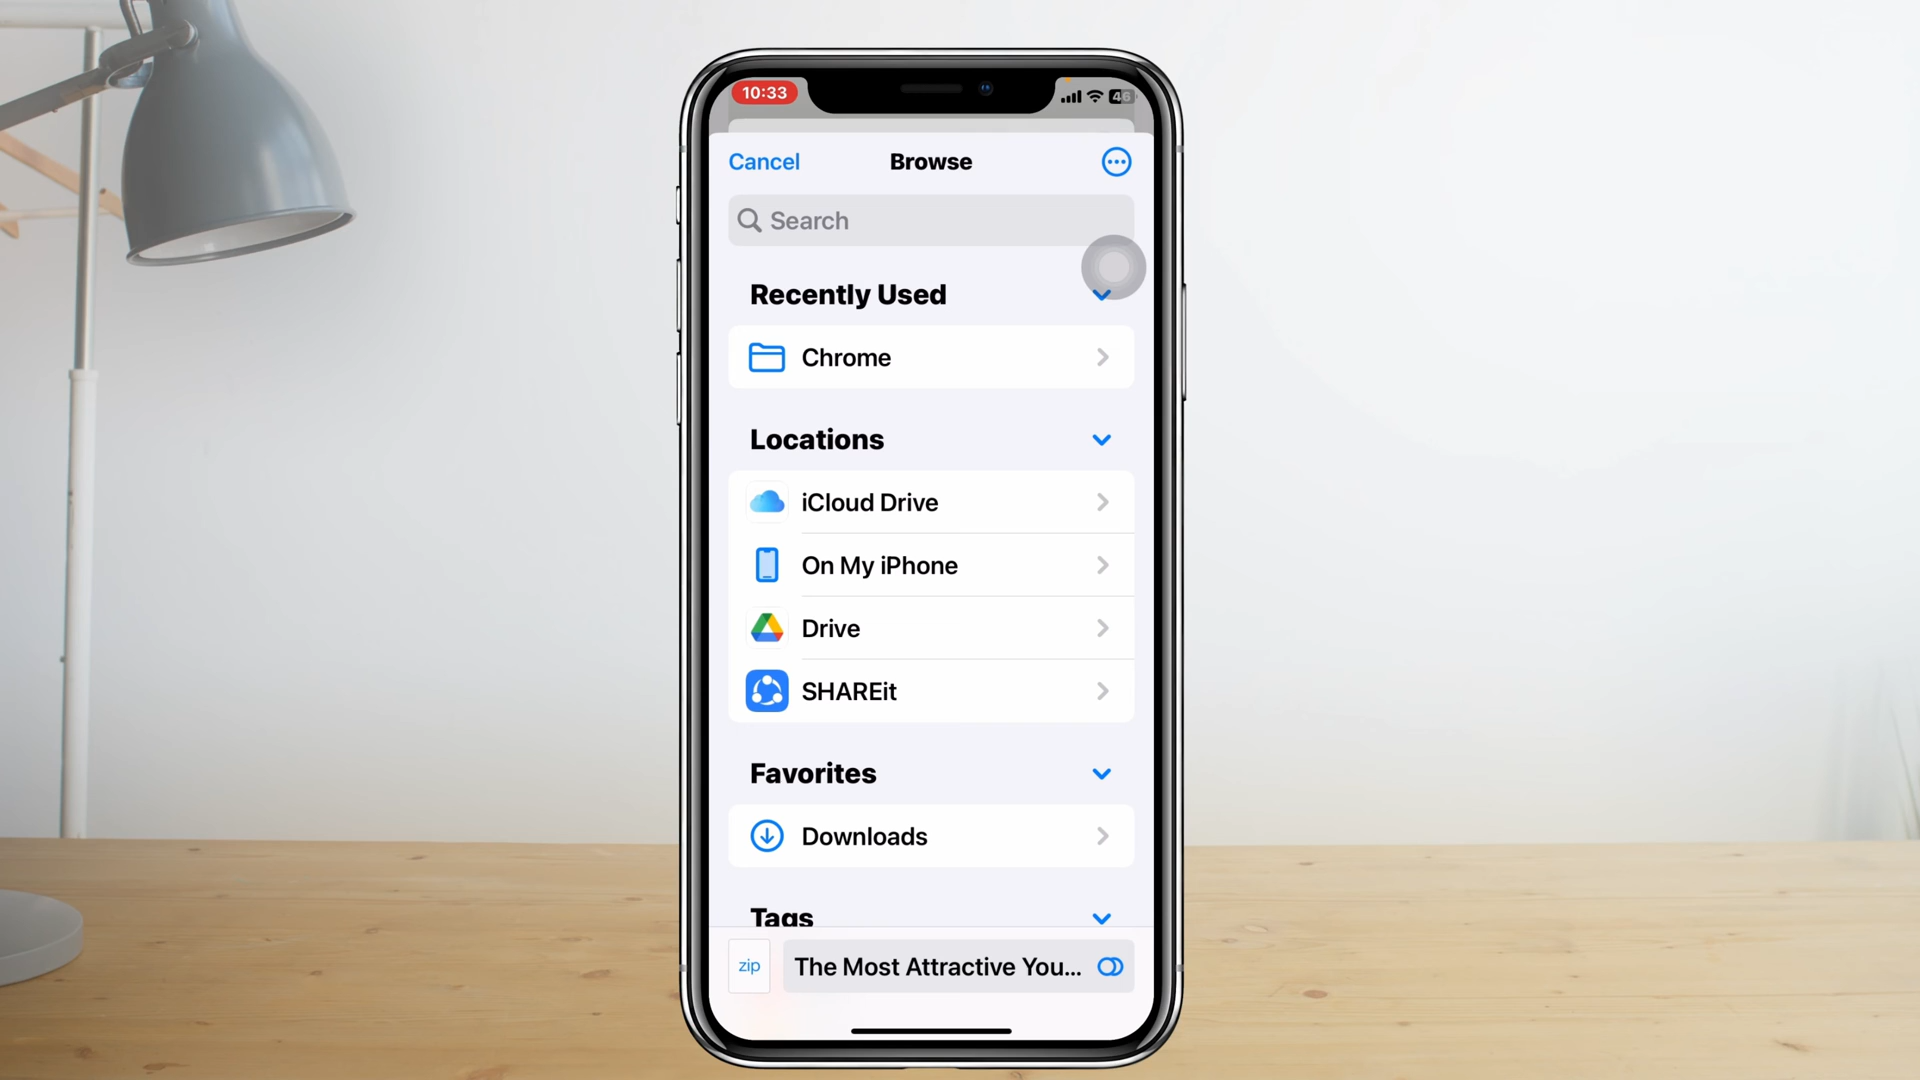 10:33
46
Cancel
Browse
Search
Recently Used
Chrome
Locations
iCloud Drive
On My iPhone
Drive
SHAREit
Favorites
Downloads
Tags
zip
The Most Attractive You...